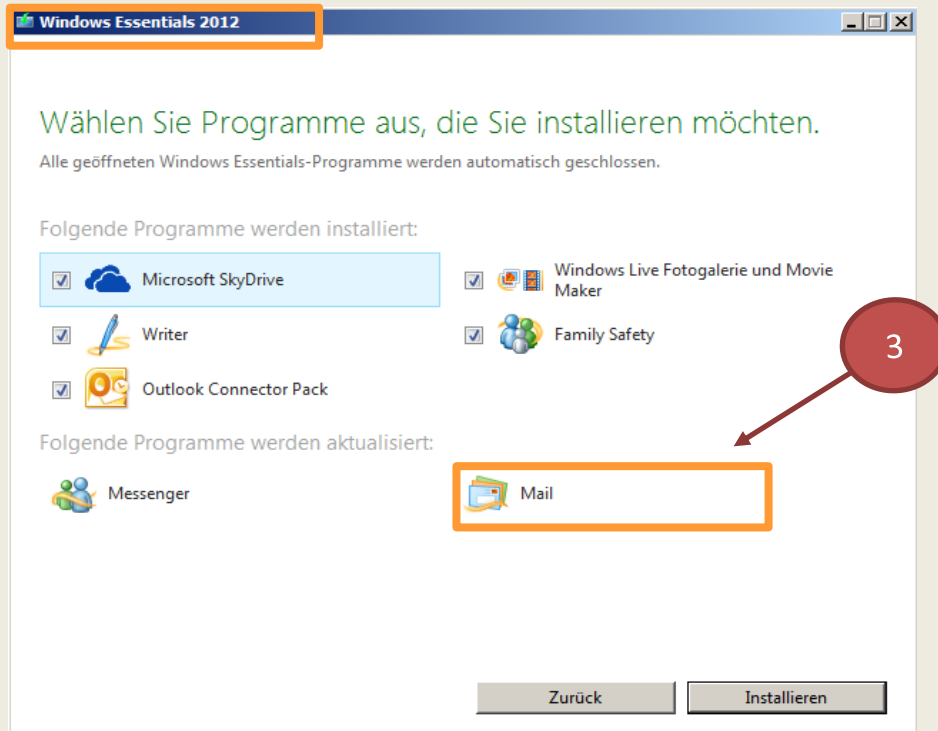 Windows Essentials 2012
Wählen Sie Programme aus, die Sie installieren möchten.
Alle geöffneten Windows Essentials-Programme werden automatisch geschlossen.
Folgende Programme werden installiert:
Microsoft SkyDrive
Windows Live Fotogalerie und Movie
Maker
Writer
Family Safety
3
Outlook Connector Pack
Folgende Programme werden aktualisiert:
Messenger
Mail
Zurück
Installieren